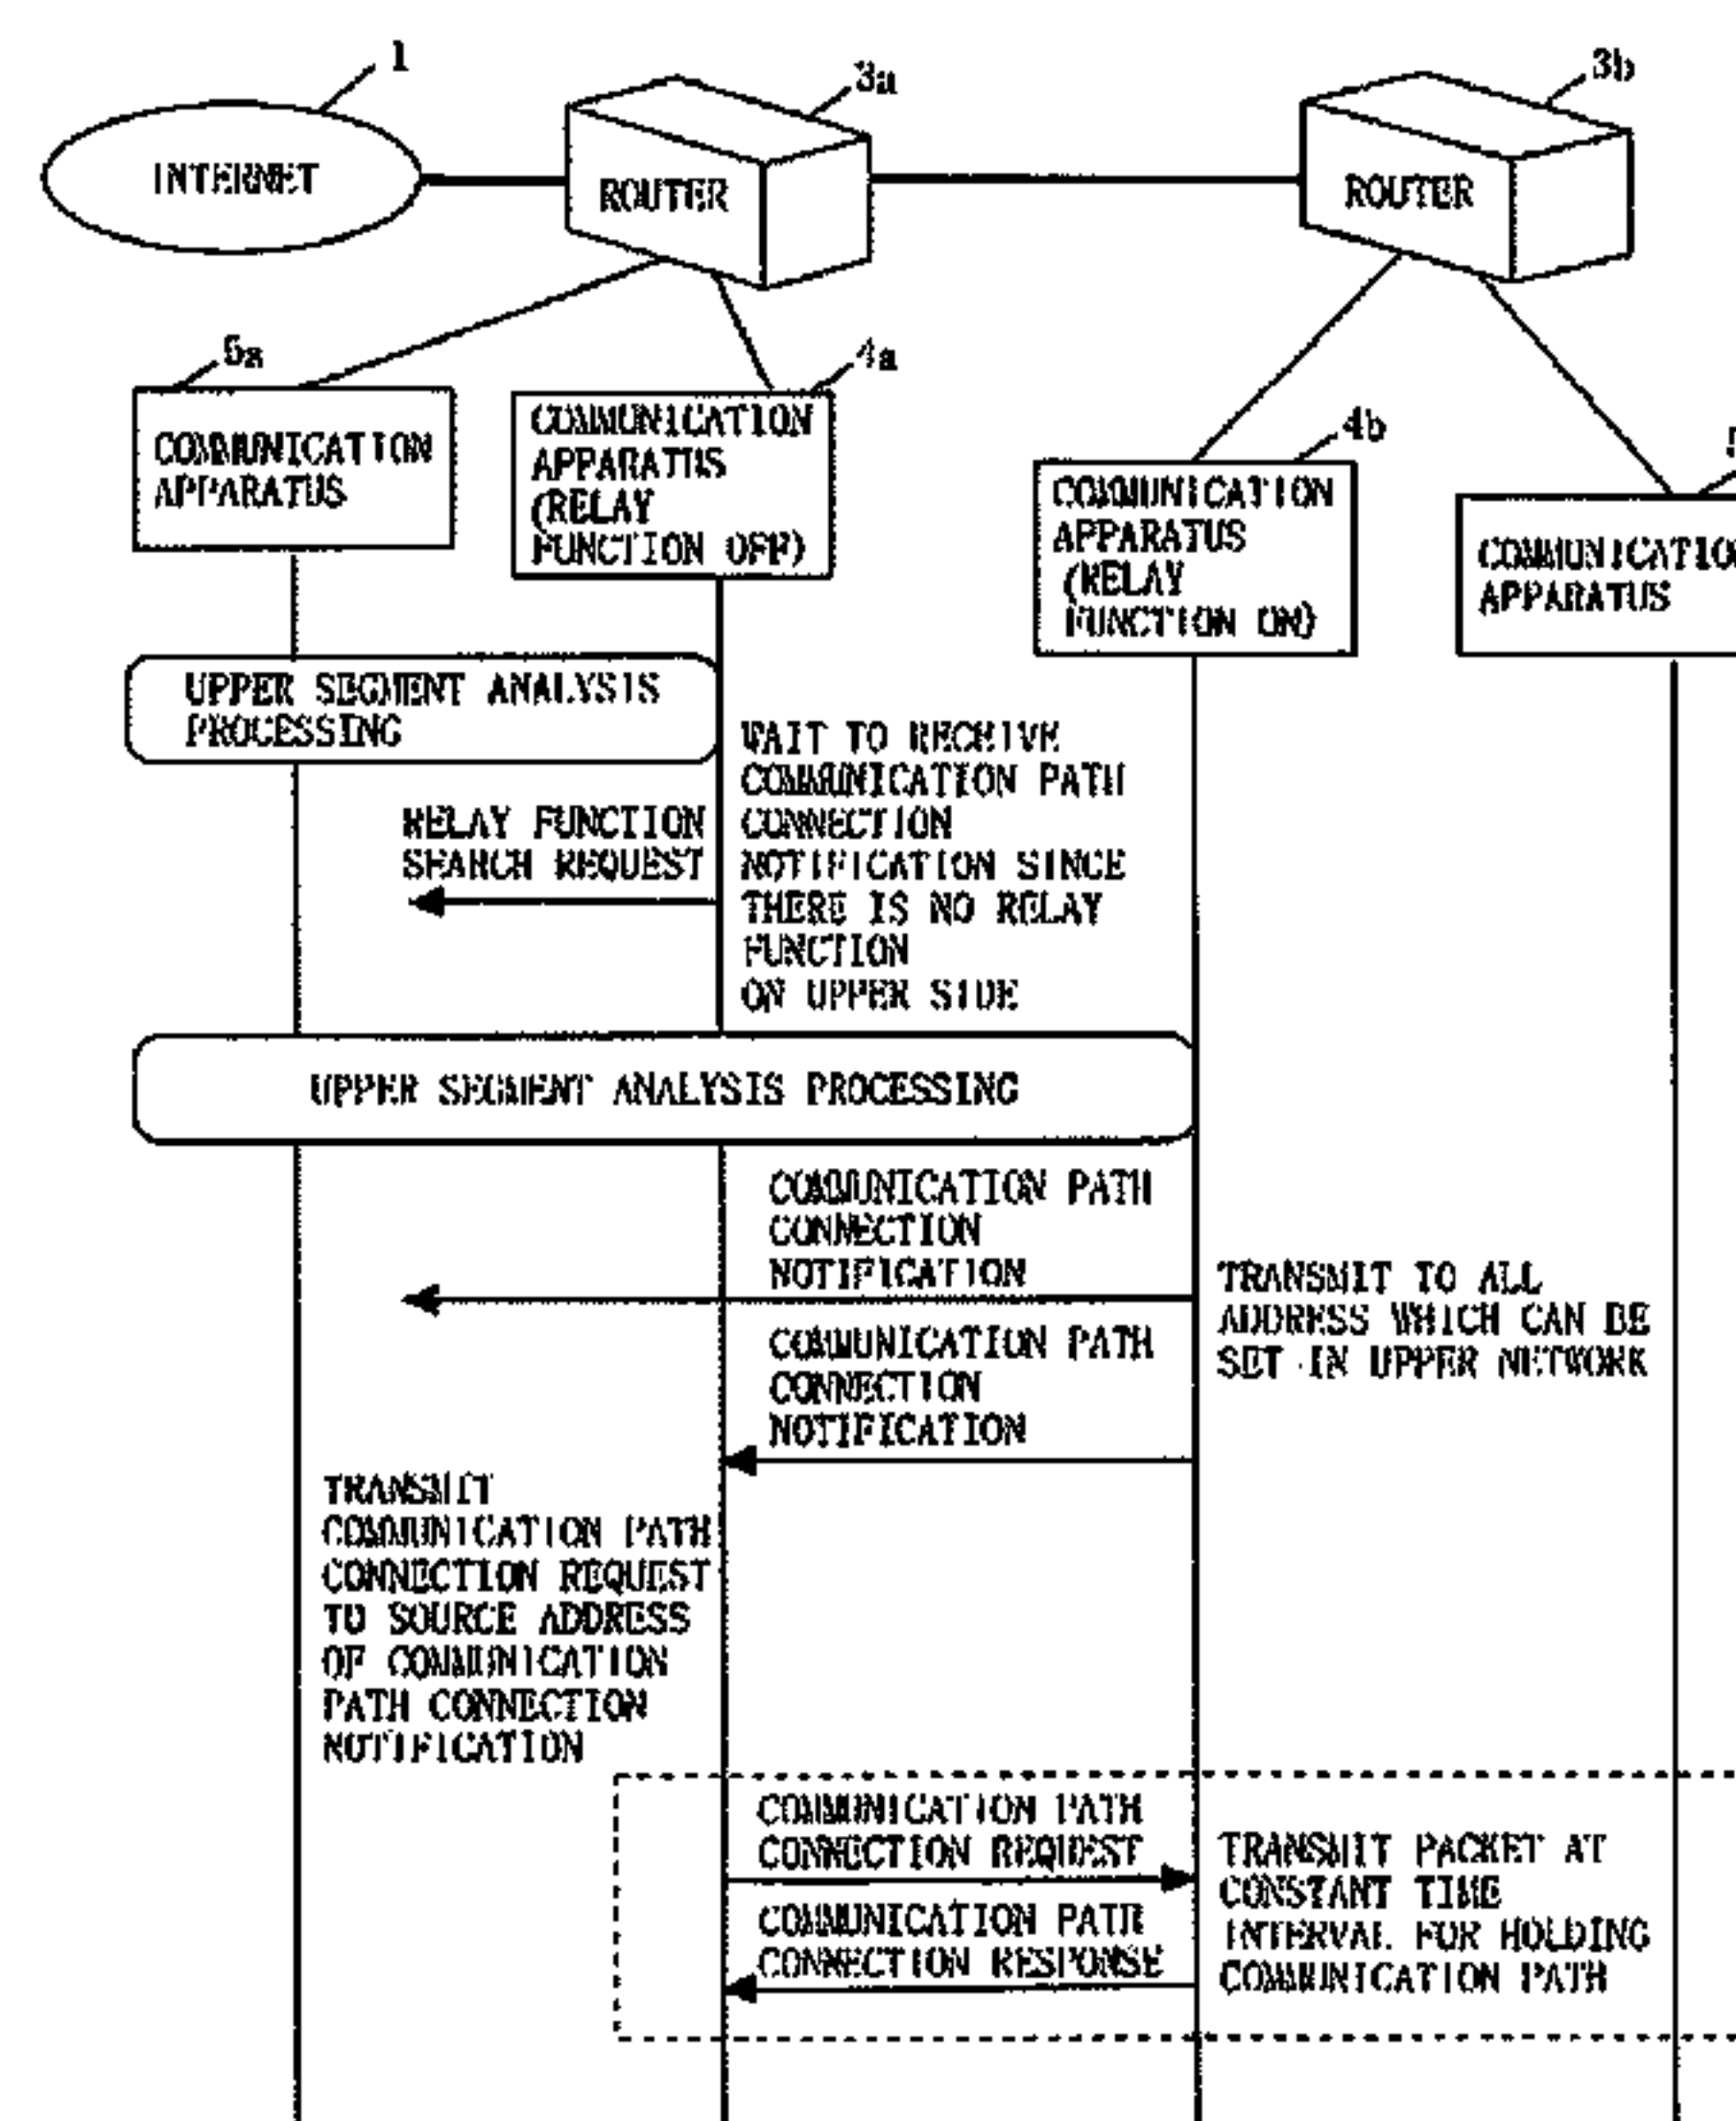 1
3a
3b
INTERNET
ROUTER
ROUTER
5a
4a
4b
COMMUNICATION
APPARATUS
COMMUNICATION
APPARATUS
(RELAY
FUNCTION OFF)
COMMUNICATION
APPARATUS
(RELAY
FUNCTION ON)
COMMUNICATIO
APPARATUS
UPPER SEGMENT ANALYSIS
PROCESSING
RELAY FUNCTION
SEARCH REQUEST
WAIT TO RECEIVE
COMMUNICATION PATH
CONNECTION
NOTIFICATION SINCE
THERE IS NO RELAY
FUNCTION
ON UPPER SIDE
UPPER SEGMENT ANALYSIS PROCESSING
COMMUNICATION PATH
CONNECTION
NOTIFICATION
TRANSMIT TO ALL
ADDRESS WHICH CAN BE
SET IN UPPER NETWORK
COMMUNICATION PATH
CONNECTION
NOTIFICATION
TRANSMIT
COMMUNICATION PATH
CONNECTION REQUEST
TO SOURCE ADDRESS
OF COMMUNICATION
PATH CONNECTION
NOTIFICATION
COMMUNICATION PATH
CONNECTION REQUEST
TRANSMIT PACKET AT
CONSTANT TIME
INTERVAL FOR HOLDING
COMMUNICATION PATH
COMMUNICATION PATH
CONNECTION RESPONSE